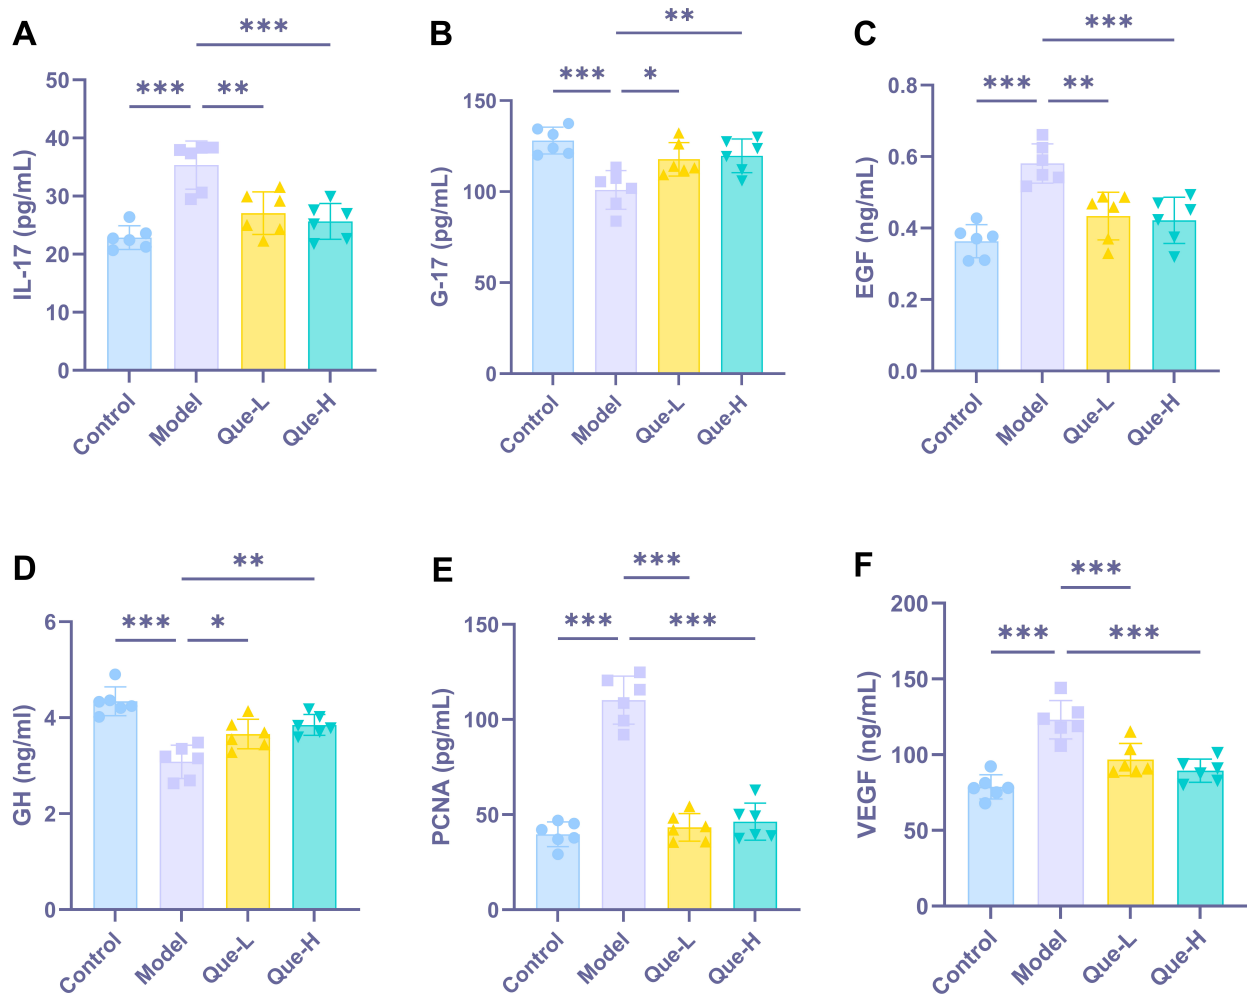 A
IL-17 (pg/mL)
50
40
30
20
10
0
***
***
**
Control
Model
Que-L
Que-H
B
G-17 (pg/mL)
150
100
50
0
**
***
*
Control
Model
Que-L
Que-H
C
EGF (ng/mL)
0.8
0.6
0.4
0.2
0.0
***
***
**
Control
Model
Que-L
Que-H
D
GH (ng/ml)
6
4
2
0
**
***
*
Control
Model
Que-L
Que-H
E
PCNA (pg/mL)
150
100
50
0
***
***
***
Control
Model
Que-L
Que-H
F
VEGF (ng/mL)
200
150
100
50
0
***
***
***
Control
Model
Que-L
Que-H